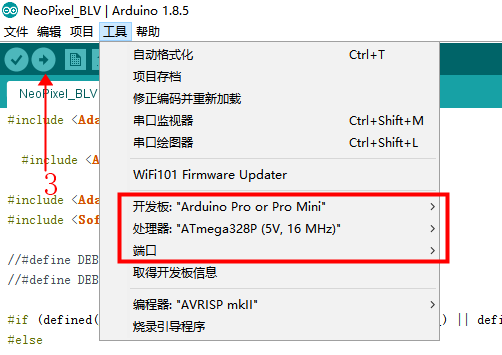 NeoPixel_BLV | Arduino 1.8.5
文件 编辑 项目 工具 帮助
NeoPixel_BLV
自动格式化 Ctrl+T
项目存档
修正编码并重新加载
串口监视器 Ctrl+Shift+M
串口绘图器 Ctrl+Shift+L
WiFi101 Firmware Updater
开发板: "Arduino Pro or Pro Mini"
处理器: "ATmega328P (5V, 16 MHz)"
端口
取得开发板信息
编程器: "AVRISP mkII"
烧录引导程序
#include <Ada
3
#include <A
#include <Ada
#include <Sof
//#define DEB
//#define DEB
#if (defined( ) || defi
#else